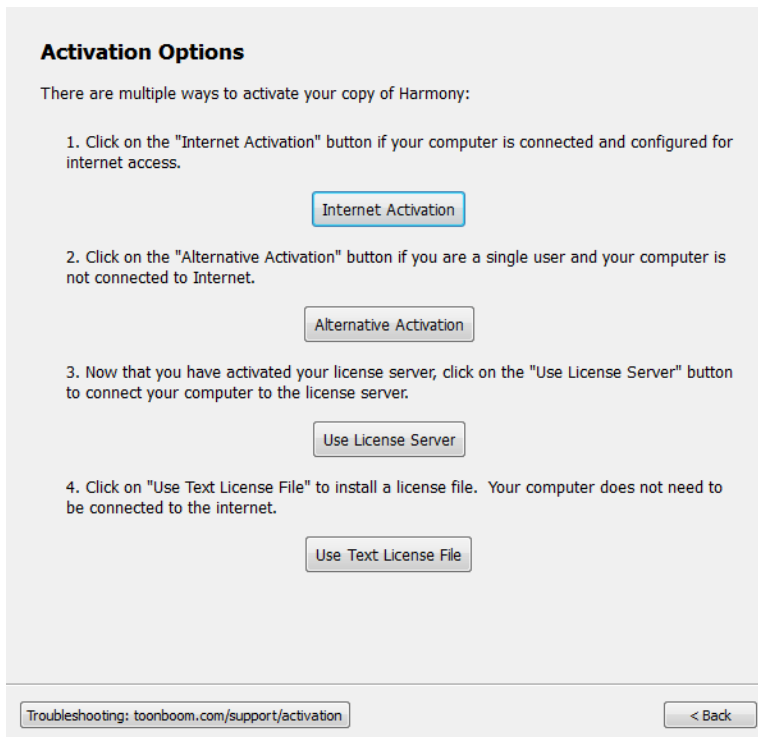 Activation Options
There are multiple ways to activate your copy of Harmony:
1. Click on the "Internet Activation" button if your computer is connected and configured for
internet access.
Internet Activation
2. Click on the "Alternative Activation" button if you are a single user and your computer is
not connected to Internet.
Alternative Activation
3. Now that you have activated your license server, click on the "Use License Server" button
to connect your computer to the license server.
Use License Server
4. Click on "Use Text License File" to install a license file.  Your computer does not need to
be connected to the internet.
Use Text License File
Troubleshooting: toonboom.com/support/activation
< Back